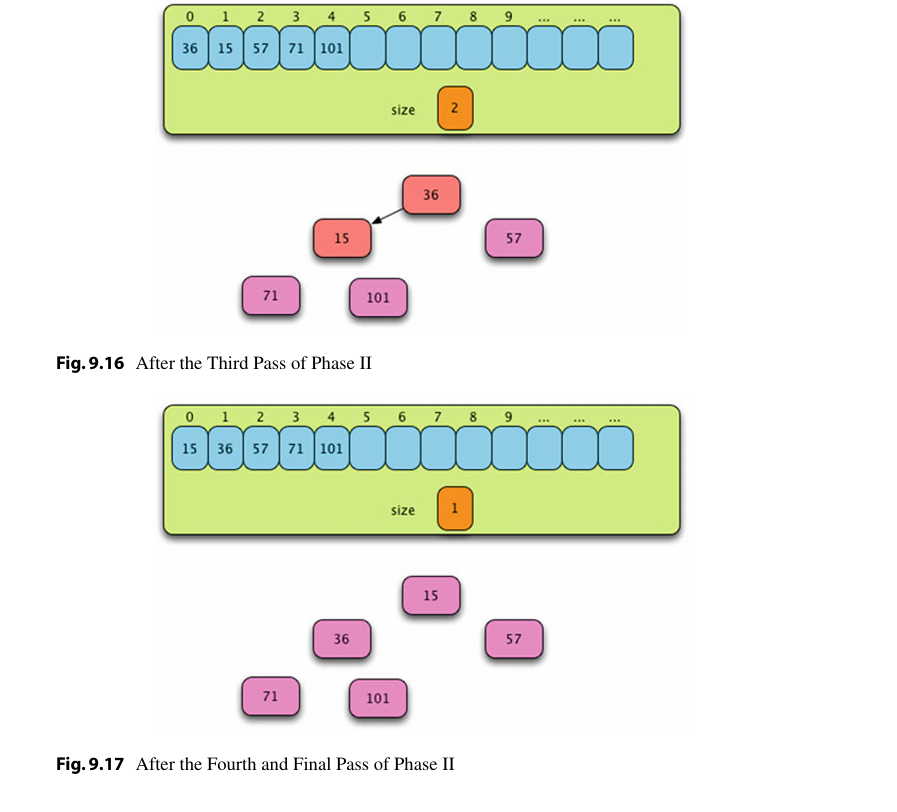 0 1 2 3 4 5 6 7 8 9 ... ... ...
36 15 57 71 101
size 2
36
15 57
71 101
Fig. 9.16 After the Third Pass of Phase II
0 1 2 3 4 5 6 7 8 9 ... ... ...
15 36 57 71 101
size 1
15
36 57
71 101
Fig. 9.17 After the Fourth and Final Pass of Phase II